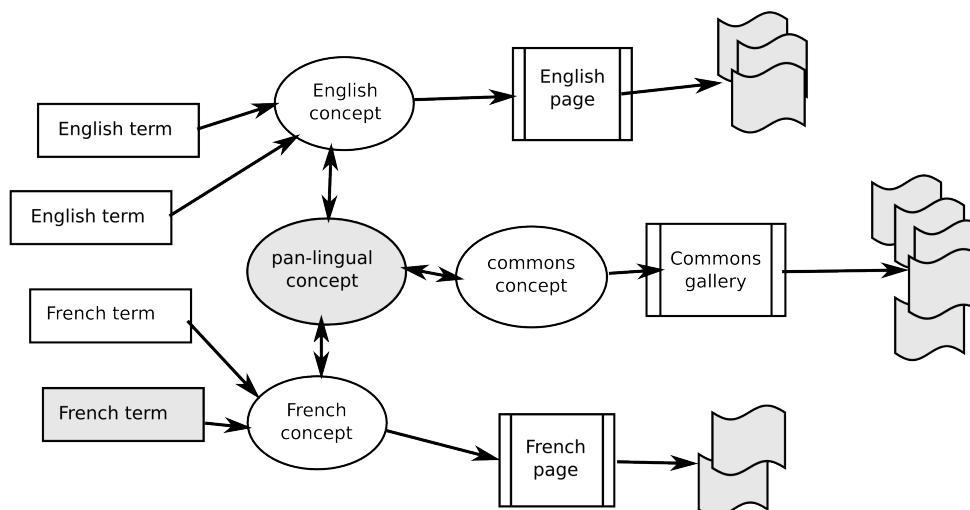 English
concept
English
page
English term
English term
pan-lingual
concept
commons
concept
Commons
gallery
French term
French term
French
concept
French
page